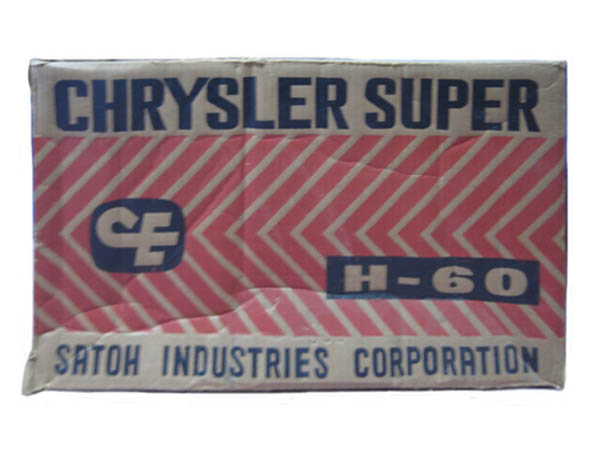 CHRYSLER SUPER
CE
H-60
SATOH INDUSTRIES CORPORATION